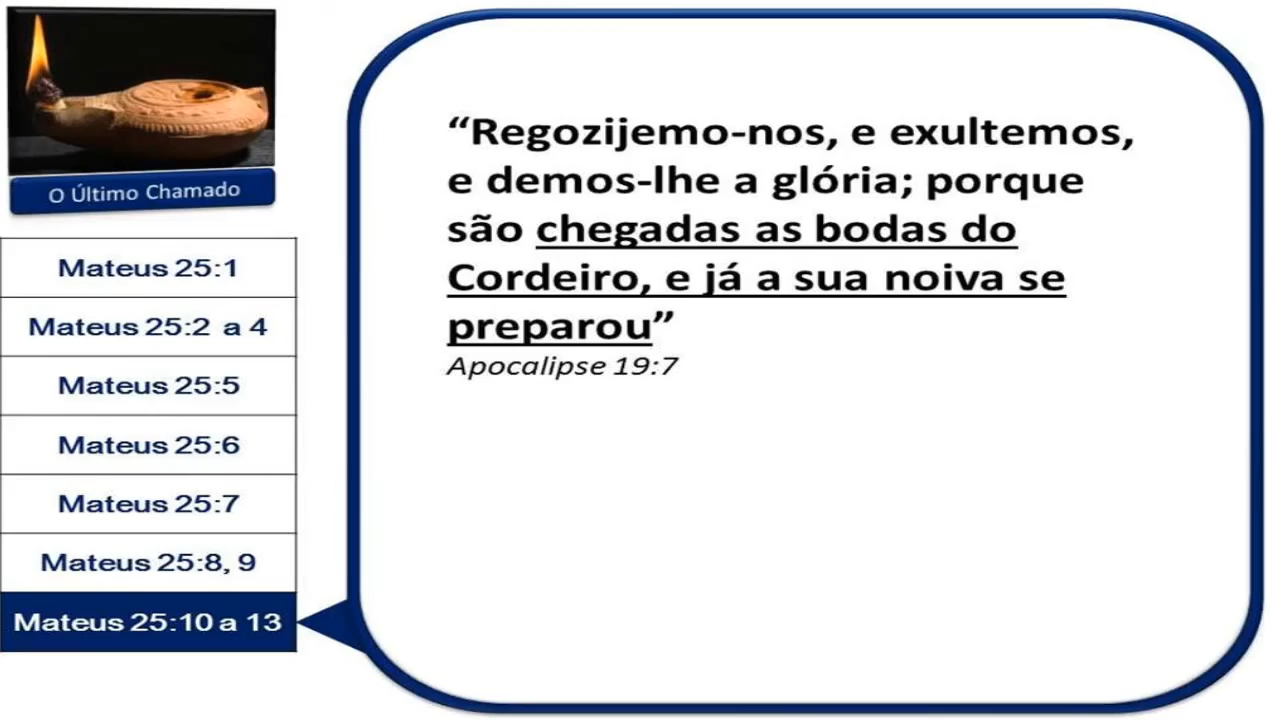 O Último Chamado
Mateus 25:1
Mateus 25:2 a 4
Mateus 25:5
Mateus 25:6
Mateus 25:7
Mateus 25:8, 9
Mateus 25:10 a 13
“Regozijemo-nos, e exultemos,
e demos-lhe a glória; porque
são chegadas as bodas do
Cordeiro, e já a sua noiva se
preparou”
Apocalipse 19:7